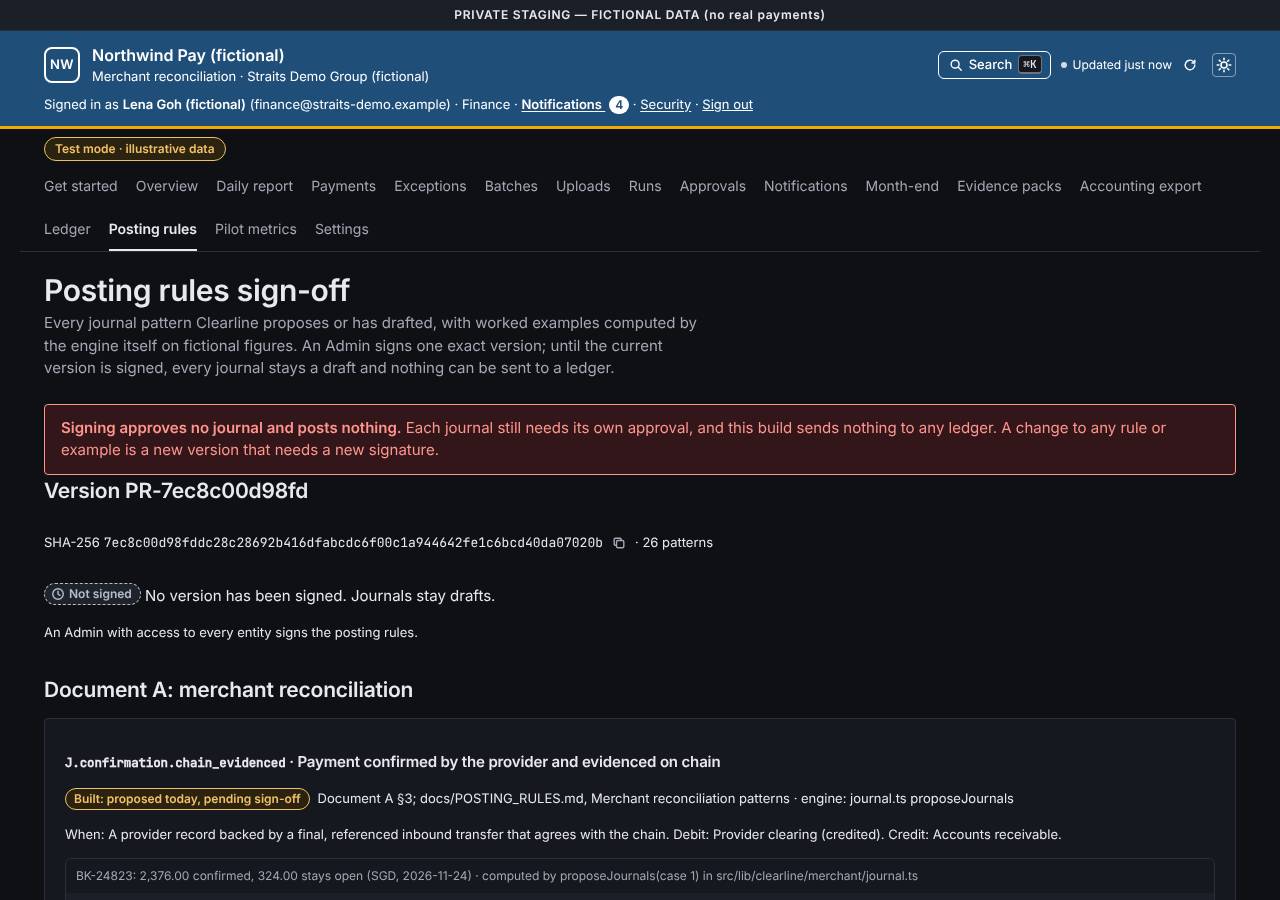 PRIVATE STAGING — FICTIONAL DATA (no real payments)
NW
Northwind Pay (fictional)
Merchant reconciliation · Straits Demo Group (fictional)
Search ⌘K
Updated just now
Signed in as Lena Goh (fictional) (finance@straits-demo.example) · Finance · Notifications 4 · Security · Sign out
Test mode · illustrative data
Get started Overview Daily report Payments Exceptions Batches Uploads Runs Approvals Notifications Month-end Evidence packs Accounting export
Ledger Posting rules Pilot metrics Settings
Posting rules sign-off
Every journal pattern Clearline proposes or has drafted, with worked examples computed by
the engine itself on fictional figures. An Admin signs one exact version; until the current
version is signed, every journal stays a draft and nothing can be sent to a ledger.
Signing approves no journal and posts nothing. Each journal still needs its own approval, and this build sends nothing to any ledger. A change to any rule or
example is a new version that needs a new signature.
Version PR-7ec8c00d98fd
SHA-256 7ec8c00d98fddc28c28692b416dfabcdc6f00c1a944642fe1c6bcd40da07020b · 26 patterns
Not signed No version has been signed. Journals stay drafts.
An Admin with access to every entity signs the posting rules.
Document A: merchant reconciliation
J.confirmation.chain_evidenced · Payment confirmed by the provider and evidenced on chain
Built: proposed today, pending sign-off Document A §3; docs/POSTING_RULES.md, Merchant reconciliation patterns · engine: journal.ts proposeJournals
When: A provider record backed by a final, referenced inbound transfer that agrees with the chain. Debit: Provider clearing (credited). Credit: Accounts receivable.
BK-24823: 2,376.00 confirmed, 324.00 stays open (SGD, 2026-11-24) · computed by proposeJournals(case 1) in src/lib/clearline/merchant/journal.ts